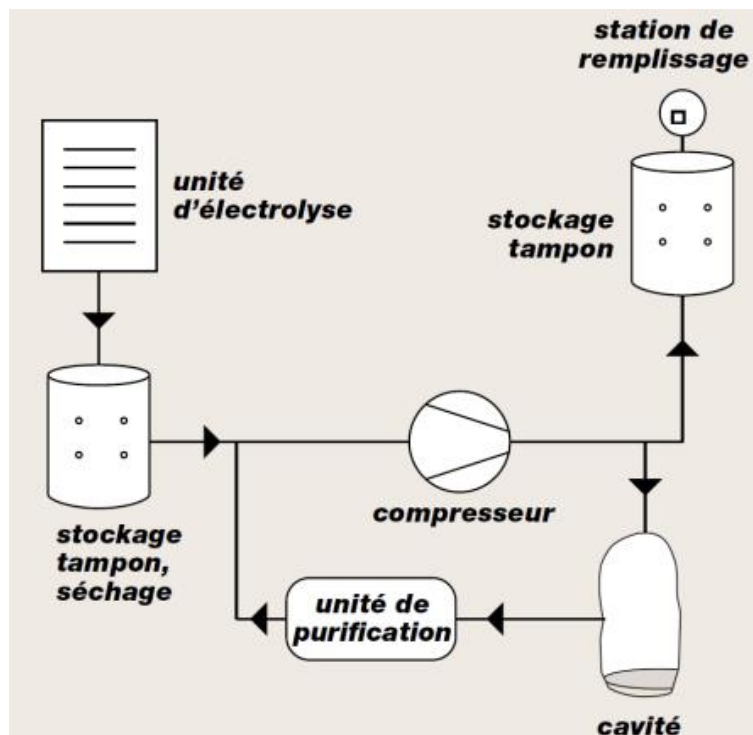 station de
remplissage
unité
d'électrolyse
stockage
tampon
compresseur
stockage
tampon,
séchage
unité de
purification
cavité